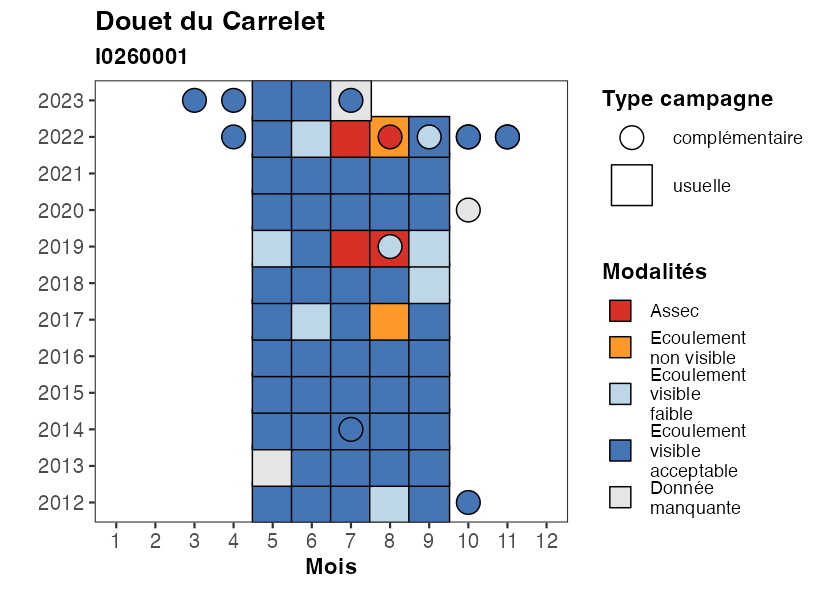 Douet du Carrelet
I0260001
2023
2022
2021
2020
2019
2018
2017
2016
2015
2014
2013
2012
1 2 3 4 5 6 7 8 9 10 11 12
Mois
Type campagne
complémentaire
usuelle
Modalités
Assec
Ecoulement
non visible
Ecoulement
visible
faible
Ecoulement
visible
acceptable
Donnée
manquante